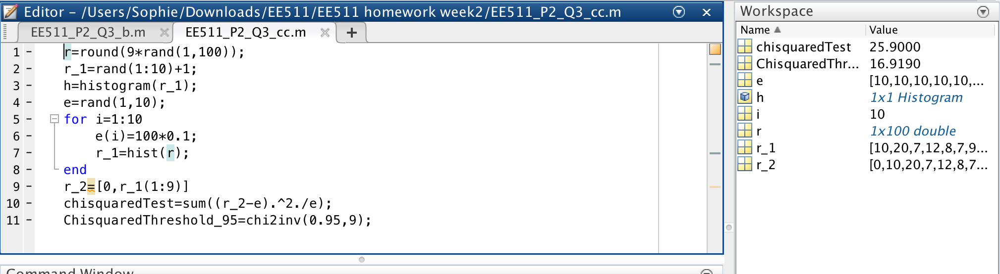 Editor – /Users/Sophie/Downloads/EE511/EE511 homework week2/EE511_P2_Q3_cc.m
EE511_P2_Q3_b.m EE511_P2_Q3_cc.m +
1 – r=round(9*rand(1,100));
2 – r_1=rand(1:10)+1;
3 – h=histogram(r_1);
4 – e=rand(1,10);
5 – for i=1:10
6 – e(i)=100*0.1;
7 – r_1=hist(r);
8 – end
9 – r_2=[0,r_1(1:9)]
10 – chisquaredTest=sum((r_2-e).^2./e);
11 – ChisquaredThreshold_95=chi2inv(0.95,9);
Command Window
Workspace
Name Value
chisquaredTest 25.9000
ChisquaredThr... 16.9190
e [10,10,10,10,10,...
h 1x1 Histogram
i 10
r 1x100 double
r_1 [10,20,7,12,8,7,9...
r_2 [0,10,20,7,12,8,7...